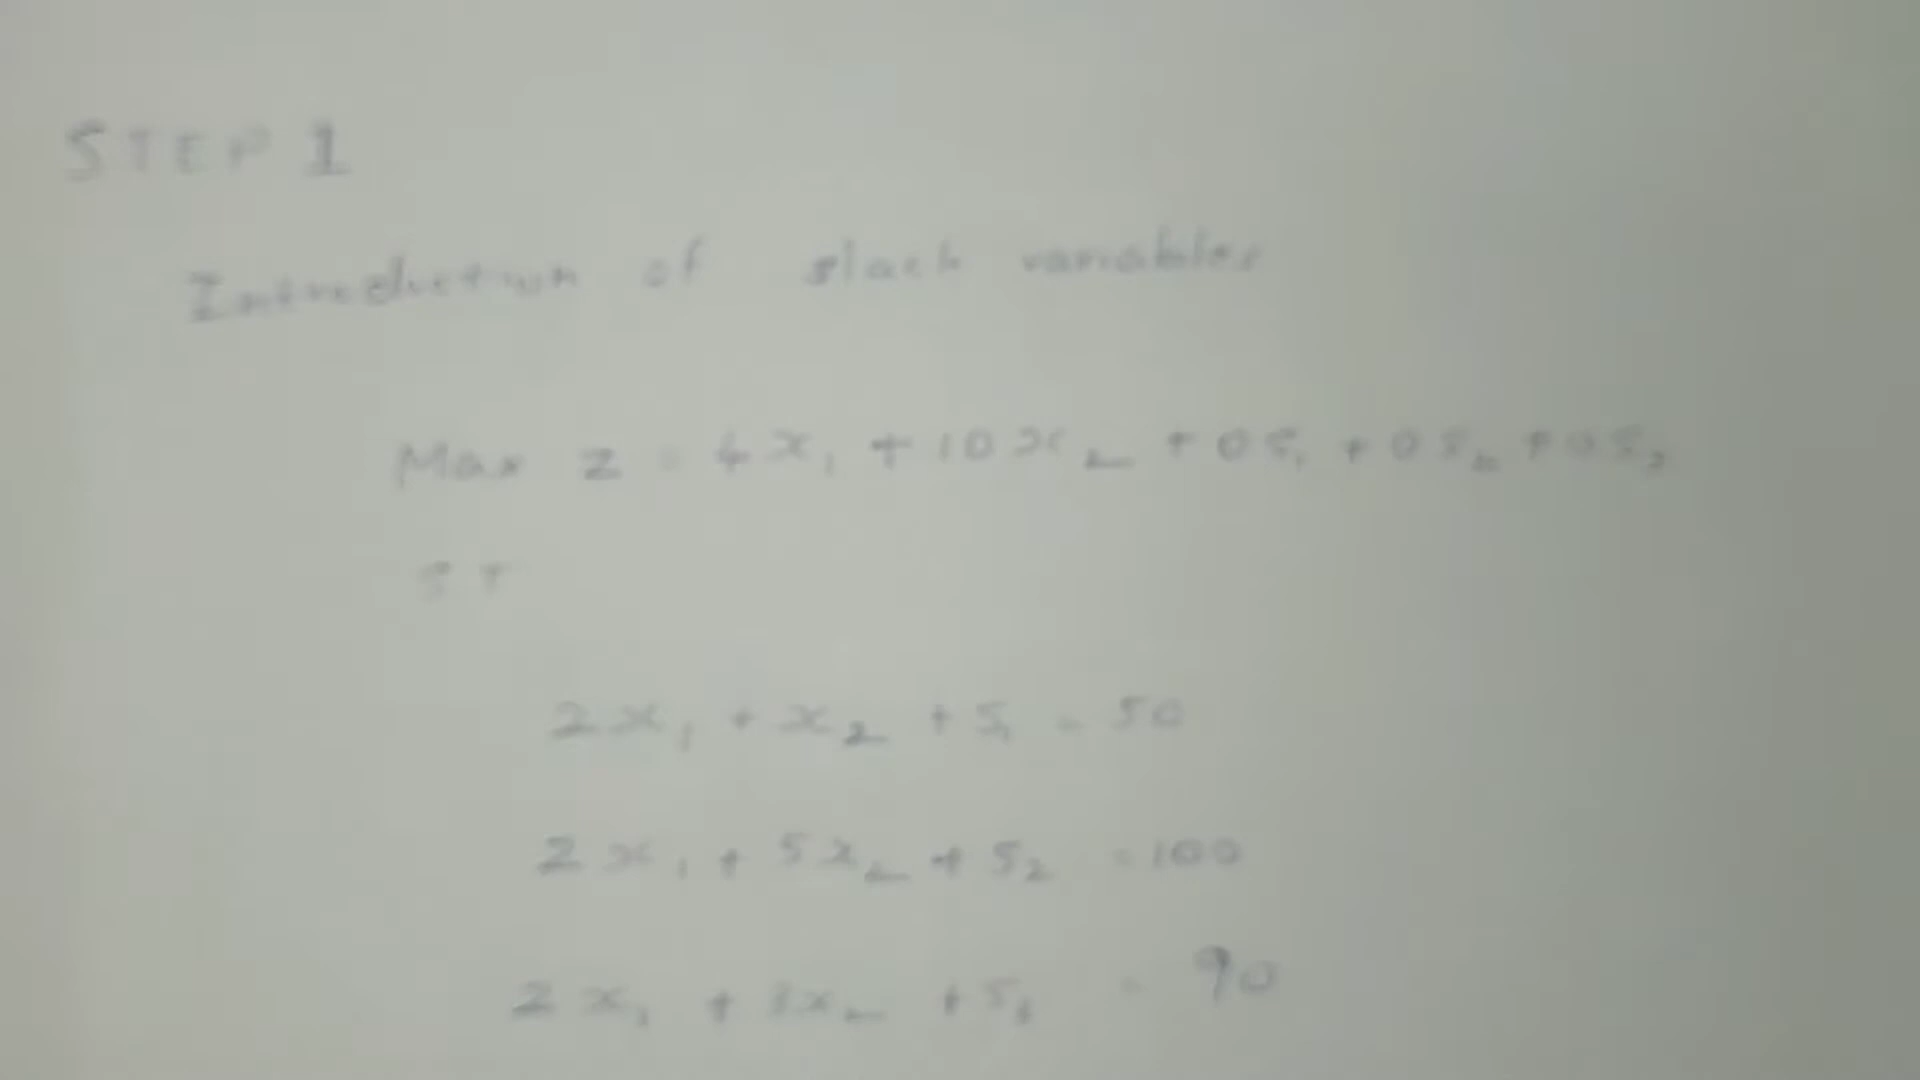 STEP 1
Introduction of slack variables
Max Z = 4x₁ + 10x₂ + 0S₁ + 0S₂ + 0S₃
ST
2x₁ + x₂ + S₁ = 50
2x₁ + 5x₂ + S₂ = 100
2x₁ + 3x₂ + S₃ = 90